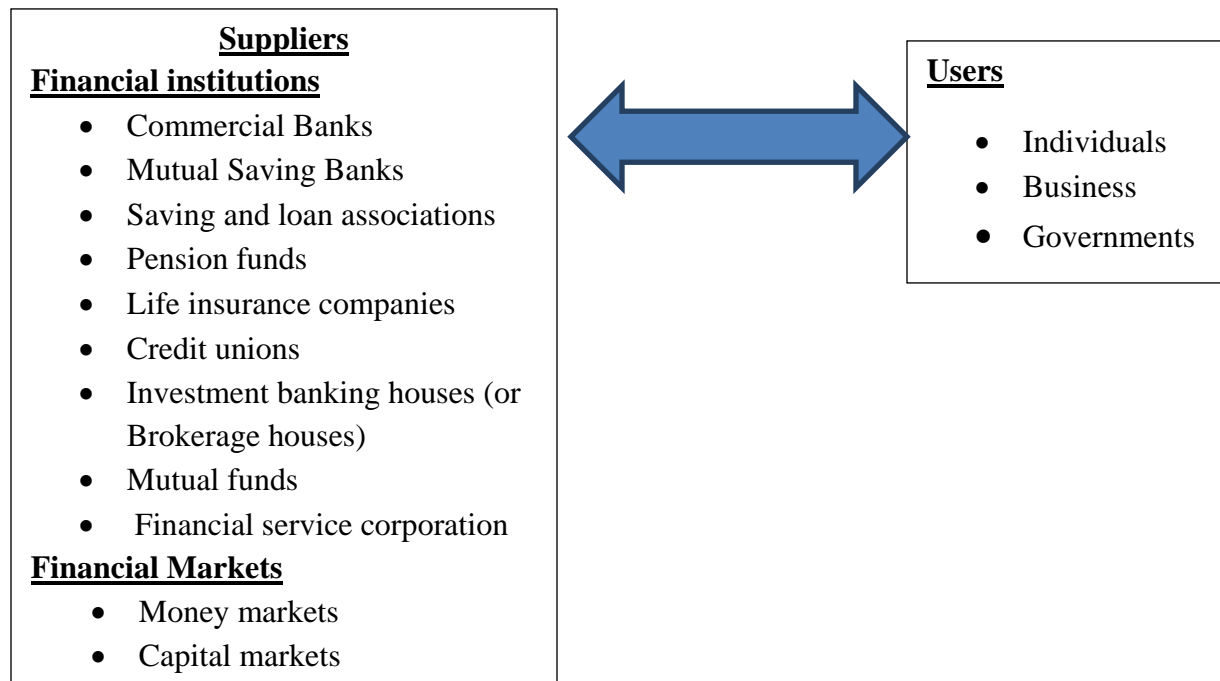 Suppliers
Financial institutions
• Commercial Banks
• Mutual Saving Banks
• Saving and loan associations
• Pension funds
• Life insurance companies
• Credit unions
• Investment banking houses (or
Brokerage houses)
• Mutual funds
• Financial service corporation
Financial Markets
• Money markets
• Capital markets
Users
• Individuals
• Business
• Governments